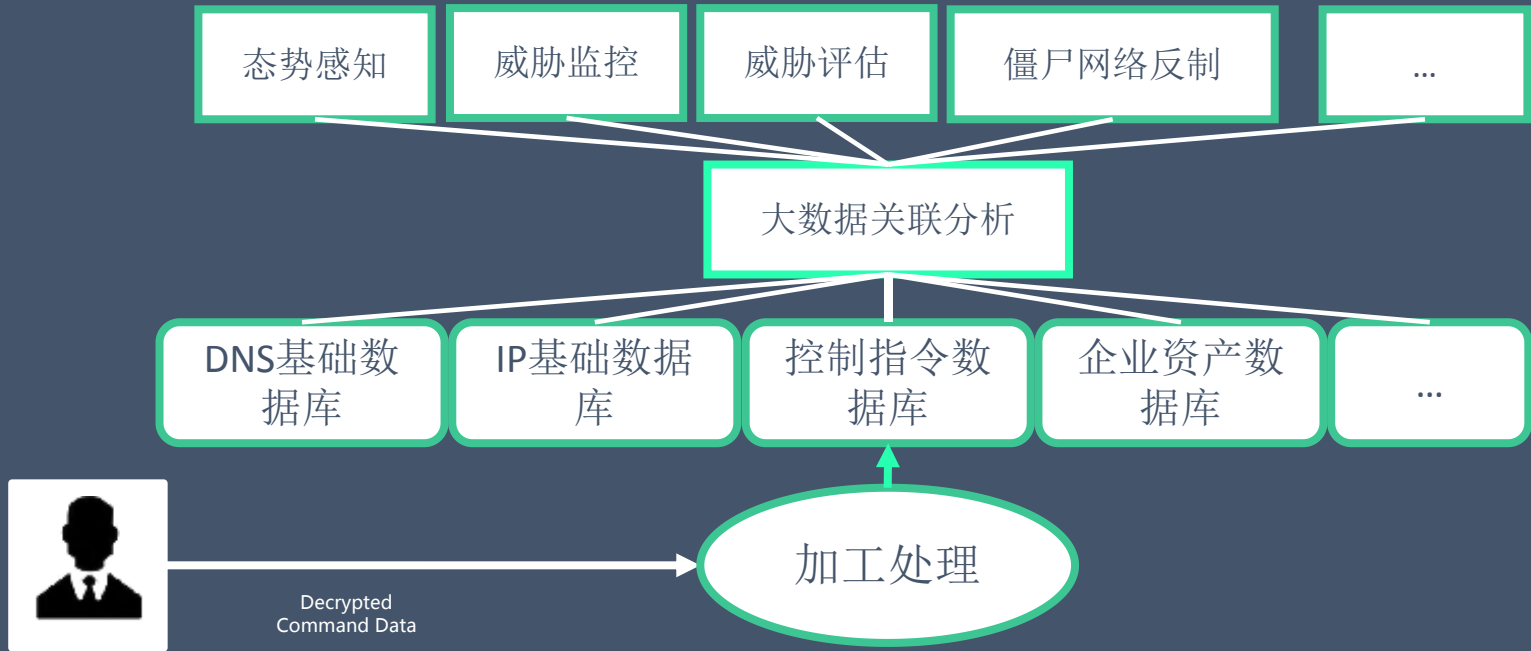 态势感知
威胁监控
威胁评估
僵尸网络反制
...
大数据关联分析
DNS基础数
据库
IP基础数据
库
控制指令数
据库
企业资产数
据库
...
加工处理
Decrypted
Command Data